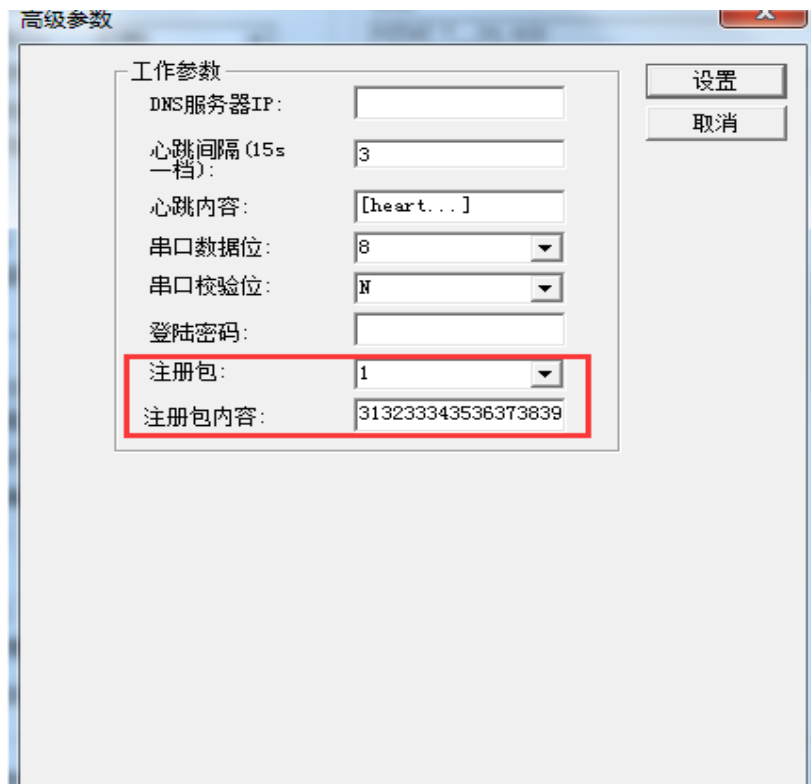 高级参数
工作参数
设置
DNS服务器IP:
取消
心跳间隔(15s
一档):
3
心跳内容:
[heart...]
串口数据位:
8
串口校验位:
N
登陆密码:
注册包:
1
注册包内容:
313233343536373839